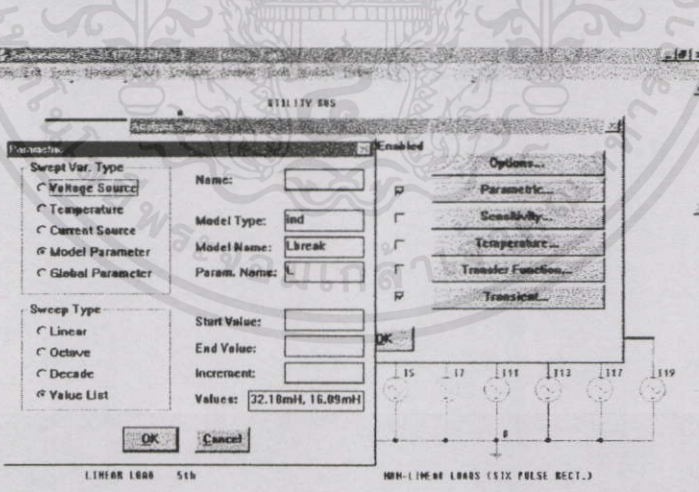 UTILITY BUS
Parametric
Enabled
Swept Var. Type
Voltage Source
Temperature
Current Source
Model Parameter
Global Parameter
Name:
Model Type: ind
Model Name: Lbreak
Param. Name: L
Sweep Type
Linear
Octave
Decade
Value List
Start Value:
End Value:
Increment:
Values: 32.18mH, 16.09mH
OK
Cancel
Options...
Parametric...
Sensitivity...
Temperature...
Transfer Function...
Transient...
OK
I5 I7 I11 I13 I17 I19
0
LINEAR LOAD 5th
NON-LINEAR LOADS (SIX PULSE RECT.)